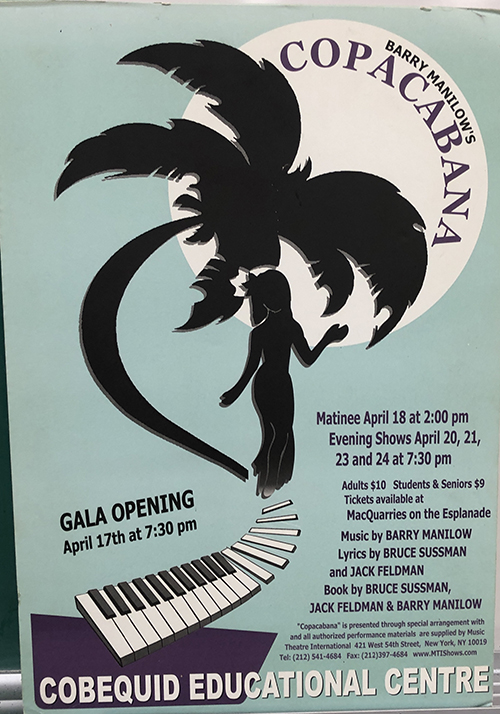 BARRY MANILOW'S
COPACABANA
Matinee April 18 at 2:00 pm
Evening Shows April 20, 21,
23 and 24 at 7:30 pm
Adults $10 Students & Seniors $9
Tickets available at
MacQuarries on the Esplanade
GALA OPENING
April 17th at 7:30 pm
Music by BARRY MANILOW
Lyrics by BRUCE SUSSMAN
and JACK FELDMAN
Book by BRUCE SUSSMAN,
JACK FELDMAN & BARRY MANILOW
"Copacabana" is presented through special arrangement with
and all authorized performance materials are supplied by Music
Theatre International 421 West 54th Street, New York, NY 10019
Tel: (212) 541-4684 Fax: (212)397-4684 www.MTIShows.com
COBEQUID EDUCATIONAL CENTRE